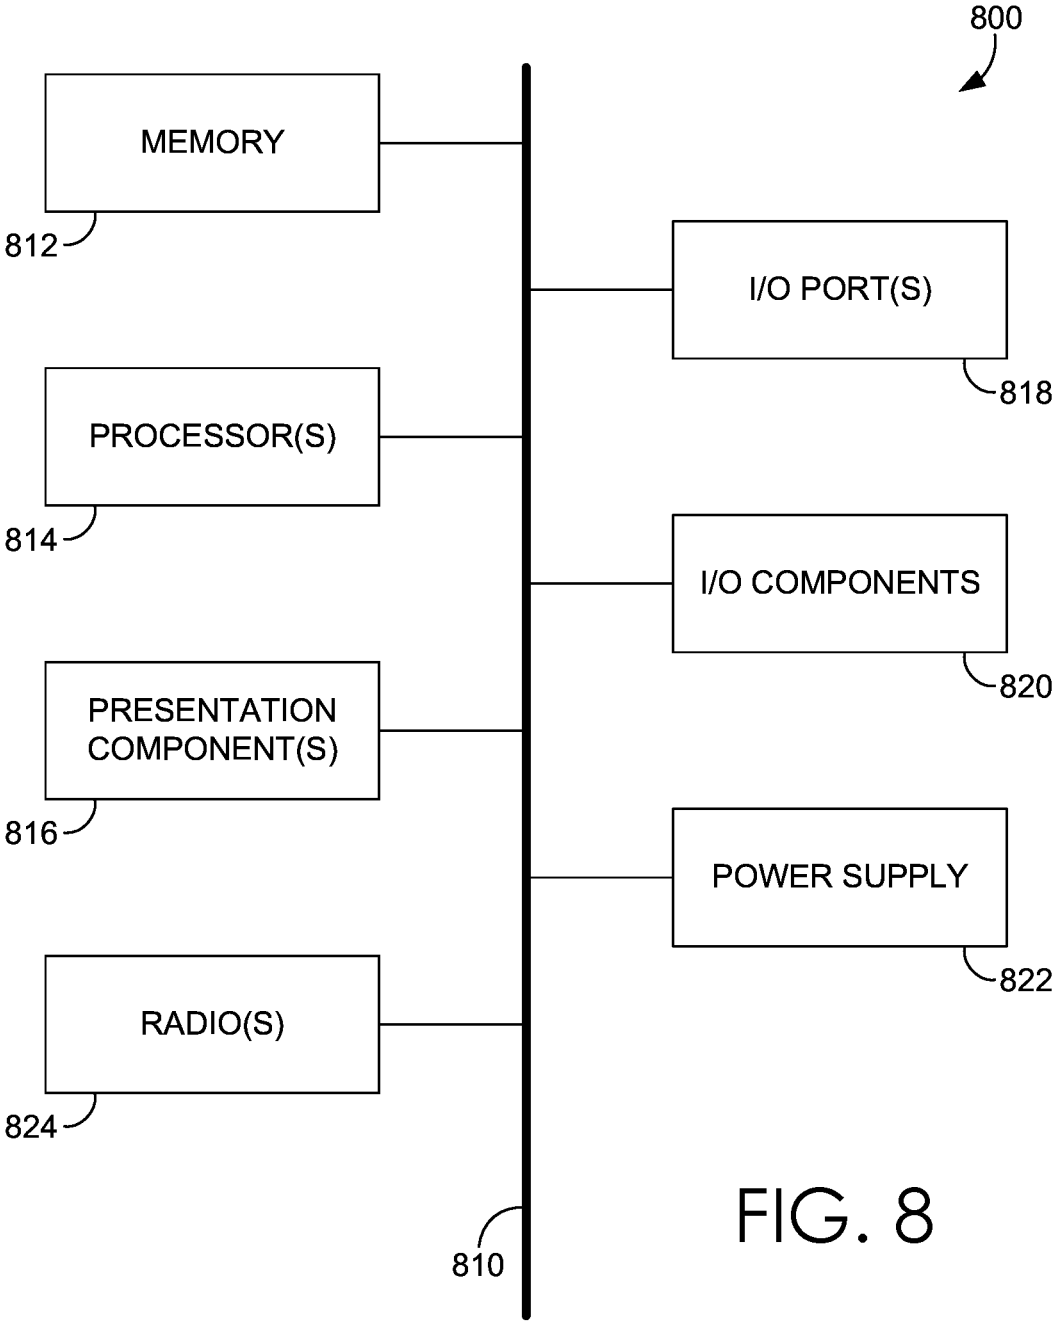 800
MEMORY
812
I/O PORT(S)
818
PROCESSOR(S)
814
I/O COMPONENTS
820
PRESENTATION
COMPONENT(S)
816
POWER SUPPLY
822
RADIO(S)
824
810
FIG. 8